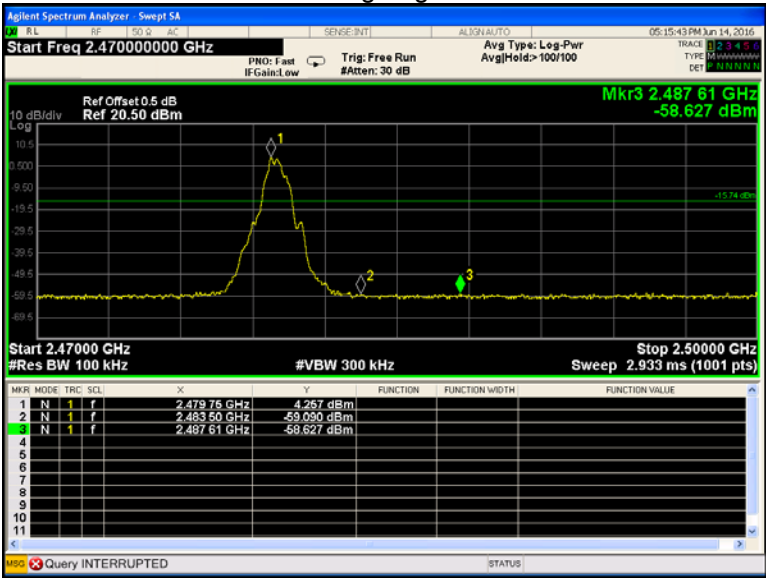 Agilent Spectrum Analyzer - Swept SA
RL RF 50 Ω AC SENSE:INT ALIGNAUTO 05:15:43 PM Jun 14, 2016
Start Freq 2.470000000 GHz
PNO: Fast
IFGain:Low
Trig: Free Run
#Atten: 30 dB
Avg Type: Log-Pwr
Avg|Hold:>100/100
TRACE 1 2 3 4 5 6
TYPE M
DET P N N N N N
Mkr3 2.487 61 GHz
-58.627 dBm
Ref Offset 0.5 dB
10 dB/div Ref 20.50 dBm
Log
10.5
0.500
-9.50
-19.5
-29.5
-39.5
-49.5
-59.5
-69.5
-15.74 dBm
1
2
3
Start 2.47000 GHz Stop 2.50000 GHz
#Res BW 100 kHz #VBW 300 kHz Sweep 2.933 ms (1001 pts)
MKR MODE TRC SCL X Y FUNCTION FUNCTION WIDTH FUNCTION VALUE
1 N 1 f 2.479 75 GHz 4.257 dBm
2 N 1 f 2.483 50 GHz -59.090 dBm
3 N 1 f 2.487 61 GHz -58.627 dBm
4
5
6
7
8
9
10
11
MSG Query INTERRUPTED STATUS